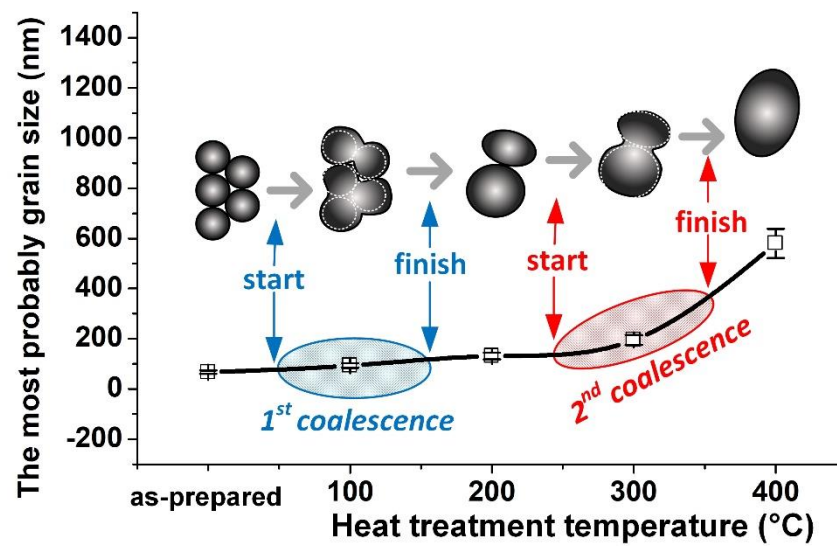 The most probably grain size (nm)
1400
1200
1000
800
600
400
200
0
-200
start
finish
start
finish
1st coalescence
2nd coalescence
as-prepared
100
200
300
400
Heat treatment temperature (°C)